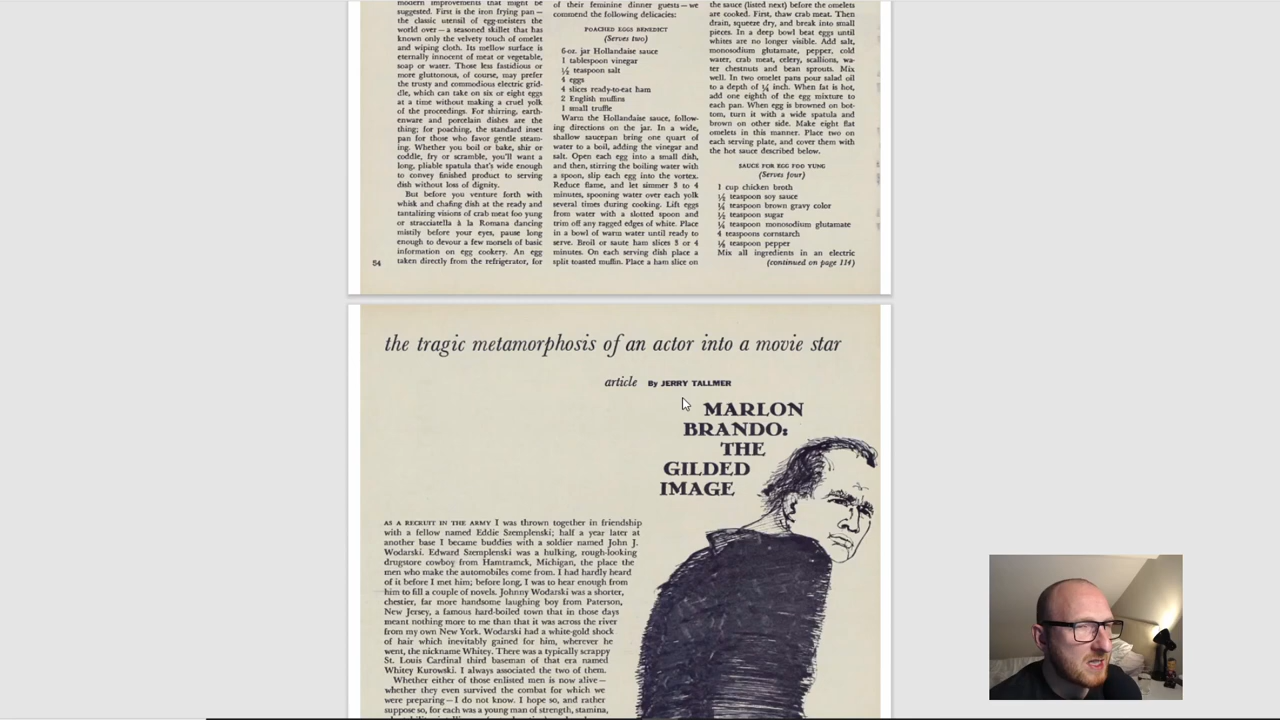 modern improvements that might be
suggested. First is the iron frying pan —
the classic utensil of egg-meisters the
world over — a seasoned skillet that has
known only the velvety touch of omelet
and wiping cloth. Its mellow surface is
eternally innocent of meat or vegetable,
soap or water. Those less fastidious or
more gluttonous, of course, may prefer
the trusty and commodious electric grid-
dle, which can take on six or eight eggs
at a time without making a cruel yolk
of the proceedings. For shirring, earth-
enware and porcelain dishes are the
thing; for poaching, the standard inset
pan for those who favor gentle steam-
ing. Whether you boil or bake, shir or
coddle, fry or scramble, you'll want a
long, pliable spatula that's wide enough
to convey finished product to serving
dish without loss of dignity.
But before you venture forth with
whisk and chafing dish at the ready and
tantalizing visions of crab meat foo yung
or stracciatella à la Romana dancing
mistily before your eyes, pause long
enough to devour a few morsels of basic
information on egg cookery. An egg
taken directly from the refrigerator, for
54
of their feminine dinner guests — we
commend the following delicacies:
POACHED EGGS BENEDICT
(Serves two)
6-oz. jar Hollandaise sauce
1 tablespoon vinegar
½ teaspoon salt
4 eggs
4 slices ready-to-eat ham
2 English muffins
1 small truffle
Warm the Hollandaise sauce, follow-
ing directions on the jar. In a wide,
shallow saucepan bring one quart of
water to a boil, adding the vinegar and
salt. Open each egg into a small dish,
and then, stirring the boiling water with
a spoon, slip each egg into the vortex.
Reduce flame, and let simmer 3 to 4
minutes, spooning water over each yolk
several times during cooking. Lift eggs
from water with a slotted spoon and
trim off any ragged edges of white. Place
in a bowl of warm water until ready to
serve. Broil or saute ham slices 3 or 4
minutes. On each serving dish place a
split toasted muffin. Place a ham slice on
the sauce (listed next) before the omelets
are cooked. First, thaw crab meat. Then
drain, squeeze dry, and break into small
pieces. In a deep bowl beat eggs until
whites are no longer visible. Add salt,
monosodium glutamate, pepper, cold
water, crab meat, celery, scallions, wa-
ter chestnuts and bean sprouts. Mix
well. In two omelet pans pour salad oil
to a depth of ¼ inch. When fat is hot,
add one eighth of the egg mixture to
each pan. When egg is browned on bot-
tom, turn it with a wide spatula and
brown on other side. Make eight flat
omelets in this manner. Place two on
each serving plate, and cover them with
the hot sauce described below.
SAUCE FOR EGG FOO YUNG
(Serves four)
1 cup chicken broth
½ teaspoon soy sauce
¼ teaspoon brown gravy color
½ teaspoon sugar
teaspoon monosodium glutamate
4 teaspoons cornstarch
teaspoon pepper
Mix all ingredients in an electric
(continued on page 114)
the tragic metamorphosis of an actor into a movie star
article By JERRY TALLMER
MARLON
BRANDO:
THE
GILDED
IMAGE
AS A RECRUIT IN THE ARMY I was thrown together in friendship
with a fellow named Eddie Szemplenski; half a year later at
another base I became buddies with a soldier named John J.
Wodarski. Edward Szemplenski was a hulking, rough-looking
drugstore cowboy from Hamtramck, Michigan, the place the
men who make the automobiles come from. I had hardly heard
of it before I met him; before long, I was to hear enough from
him to fill a couple of novels. Johnny Wodarski was a shorter,
chestier, far more handsome laughing boy from Paterson,
New Jersey, a famous hard-boiled town that in those days
meant nothing more to me than that it was across the river
from my own New York. Wodarski had a white-gold shock
of hair which inevitably gained for him, wherever he
went, the nickname Whitey. There was a typically scrappy
St. Louis Cardinal third baseman of that era named
Whitey Kurowski. I always associated the two of them.
Whether either of those enlisted men is now alive —
whether they even survived the combat for which we
were preparing — I do not know. I hope so, and rather
suppose so, for each was a young man of strength, stamina,